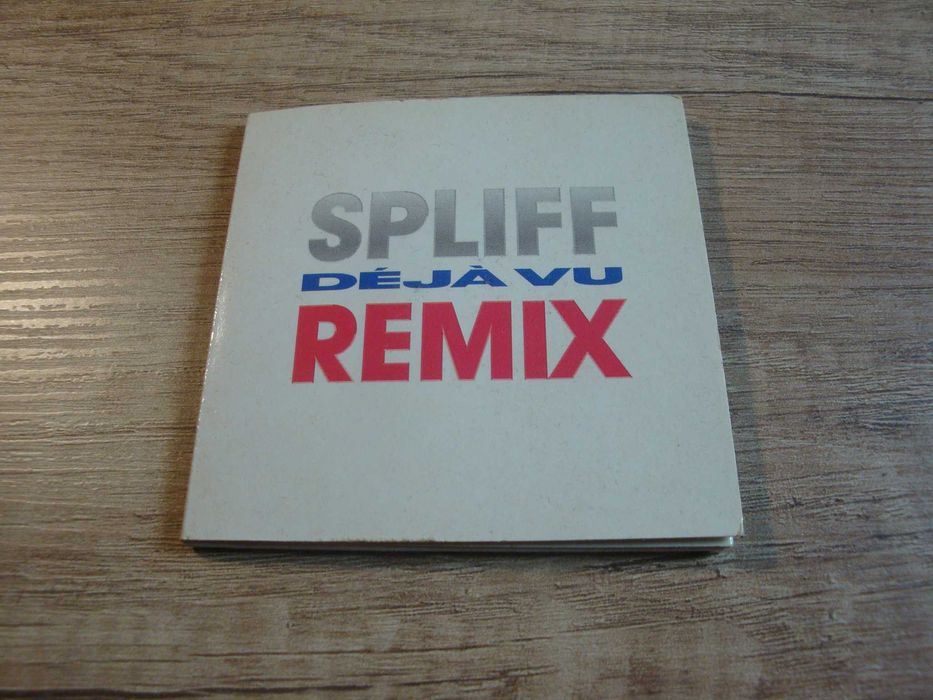 SPLIFF
DÉJÀ VU
REMIX